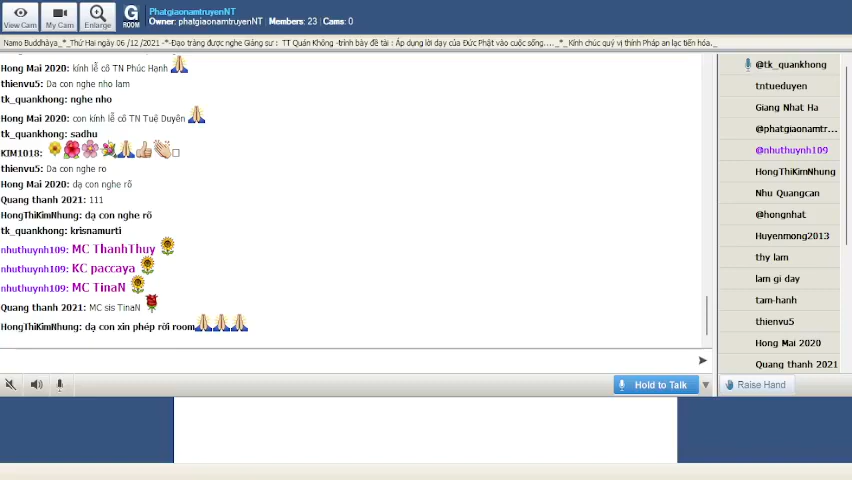 View Cam
My Cam
Enlarge
G
ROOM
PhatgiaonamtruyenNT
Owner: phatgiaonamtruyenNT | Members: 23 | Cams: 0
Namo Buddhàya_*_Thứ Hai ngày 06 /12 /2021 -*-Đạo tràng được nghe Giảng sư : TT Quán Không -trình bày đề tài : Áp dụng lời dạy của Đức Phật vào cuộc sống...._*_ Kính chúc quý vị thính Pháp an lạc tiến hóa._
Hong Mai 2020: kính lễ cô TN Phúc Hạnh
thienvu5: Da con nghe nho lam
tk_quankhong: nghe nho
Hong Mai 2020: con kính lễ cô TN Tuệ Duyên
tk_quankhong: sadhu
KIM1018:
thienvu5: Da con nghe ro
Hong Mai 2020: dạ con nghe rõ
Quang thanh 2021: 111
HongThiKimNhung: dạ con nghe rõ
tk_quankhong: krisnamurti
nhuthuynh109: MC ThanhThuy
nhuthuynh109: KC paccaya
nhuthuynh109: MC TinaN
Quang thanh 2021: MC sis TinaN
HongThiKimNhung: dạ con xin phép rời room
Hold to Talk
@tk_quankhong
tntueduyen
Giang Nhat Ha
@phatgiaonamtr...
@nhuthuynh109
HongThiKimNhung
Nhu Quangcan
@hongnhat
Huyenmong2013
thy lam
lam gi day
tam-hanh
thienvu5
Hong Mai 2020
Quang thanh 2021
Raise Hand